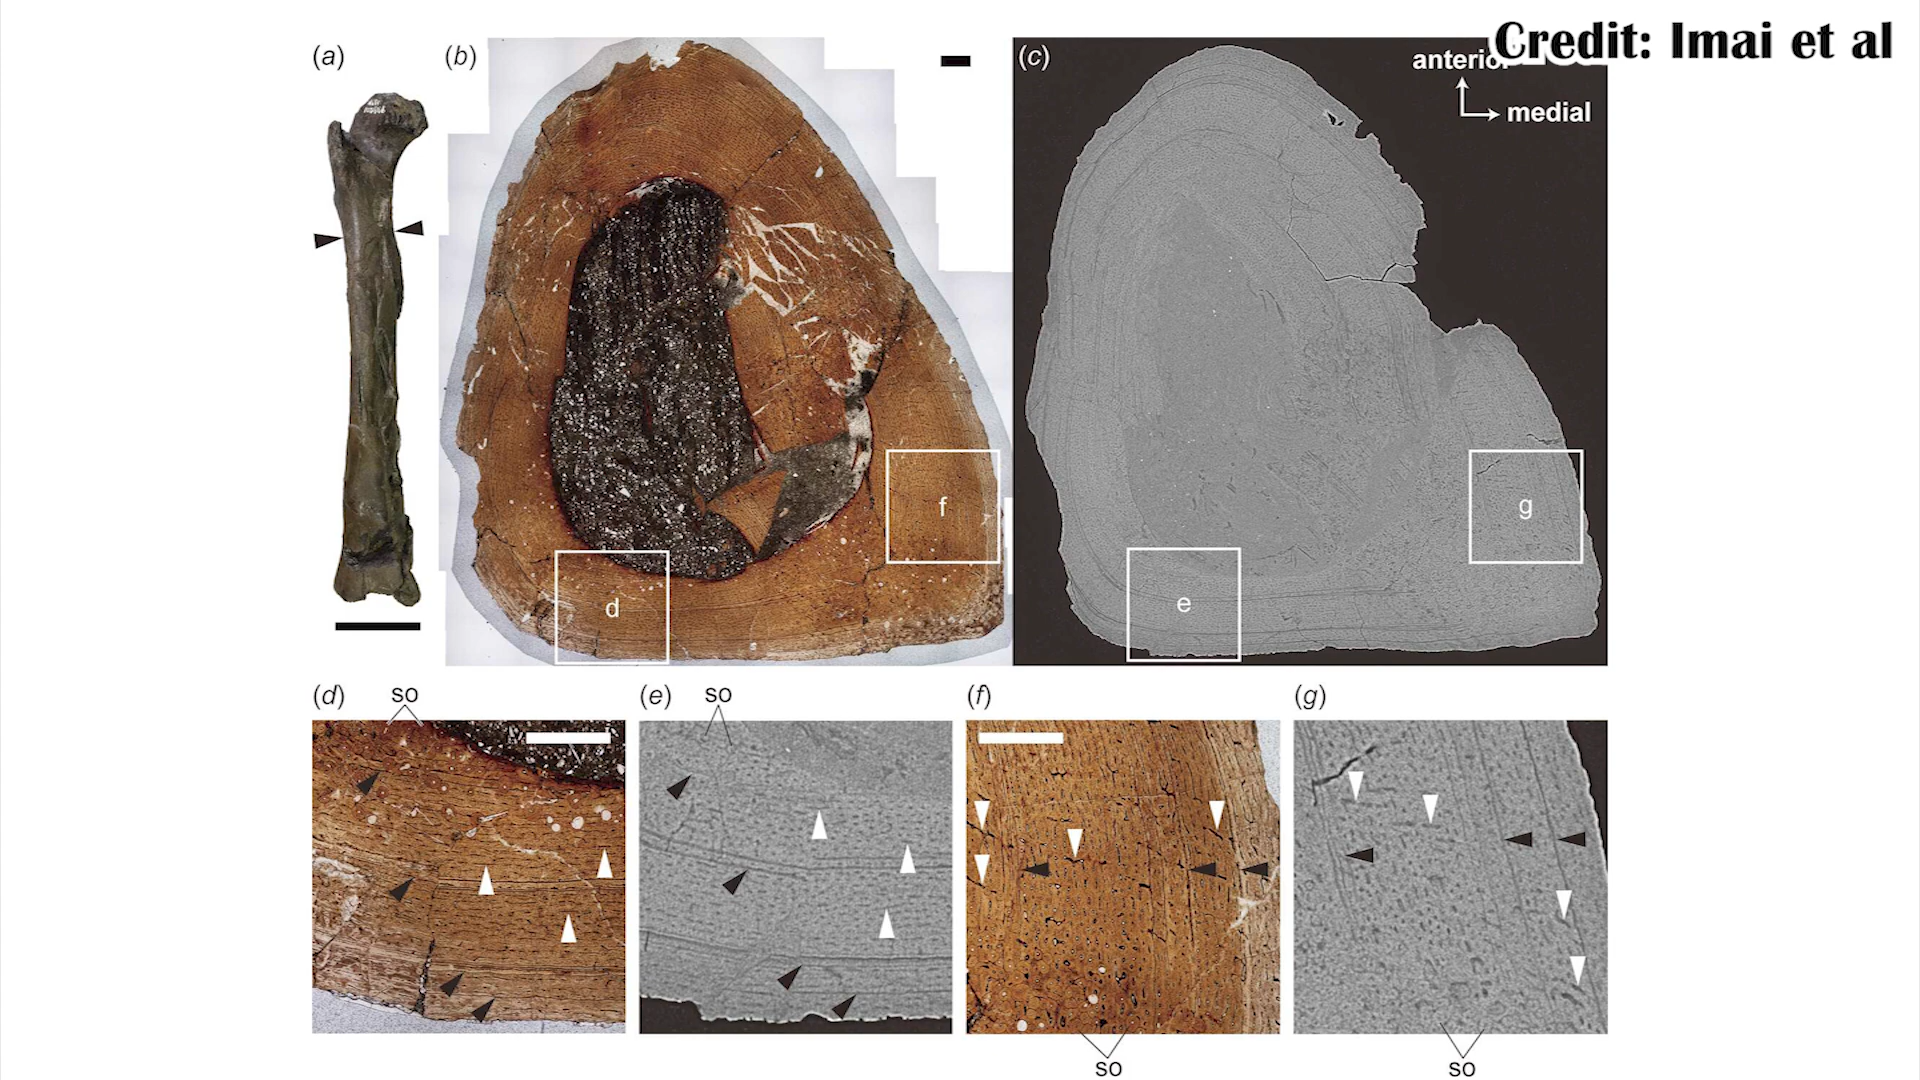 Credit: Imai et al
(a)
(b)
(c)
anterior
medial
f
g
d
e
(d)
so
(e)
so
(f)
(g)
so
so